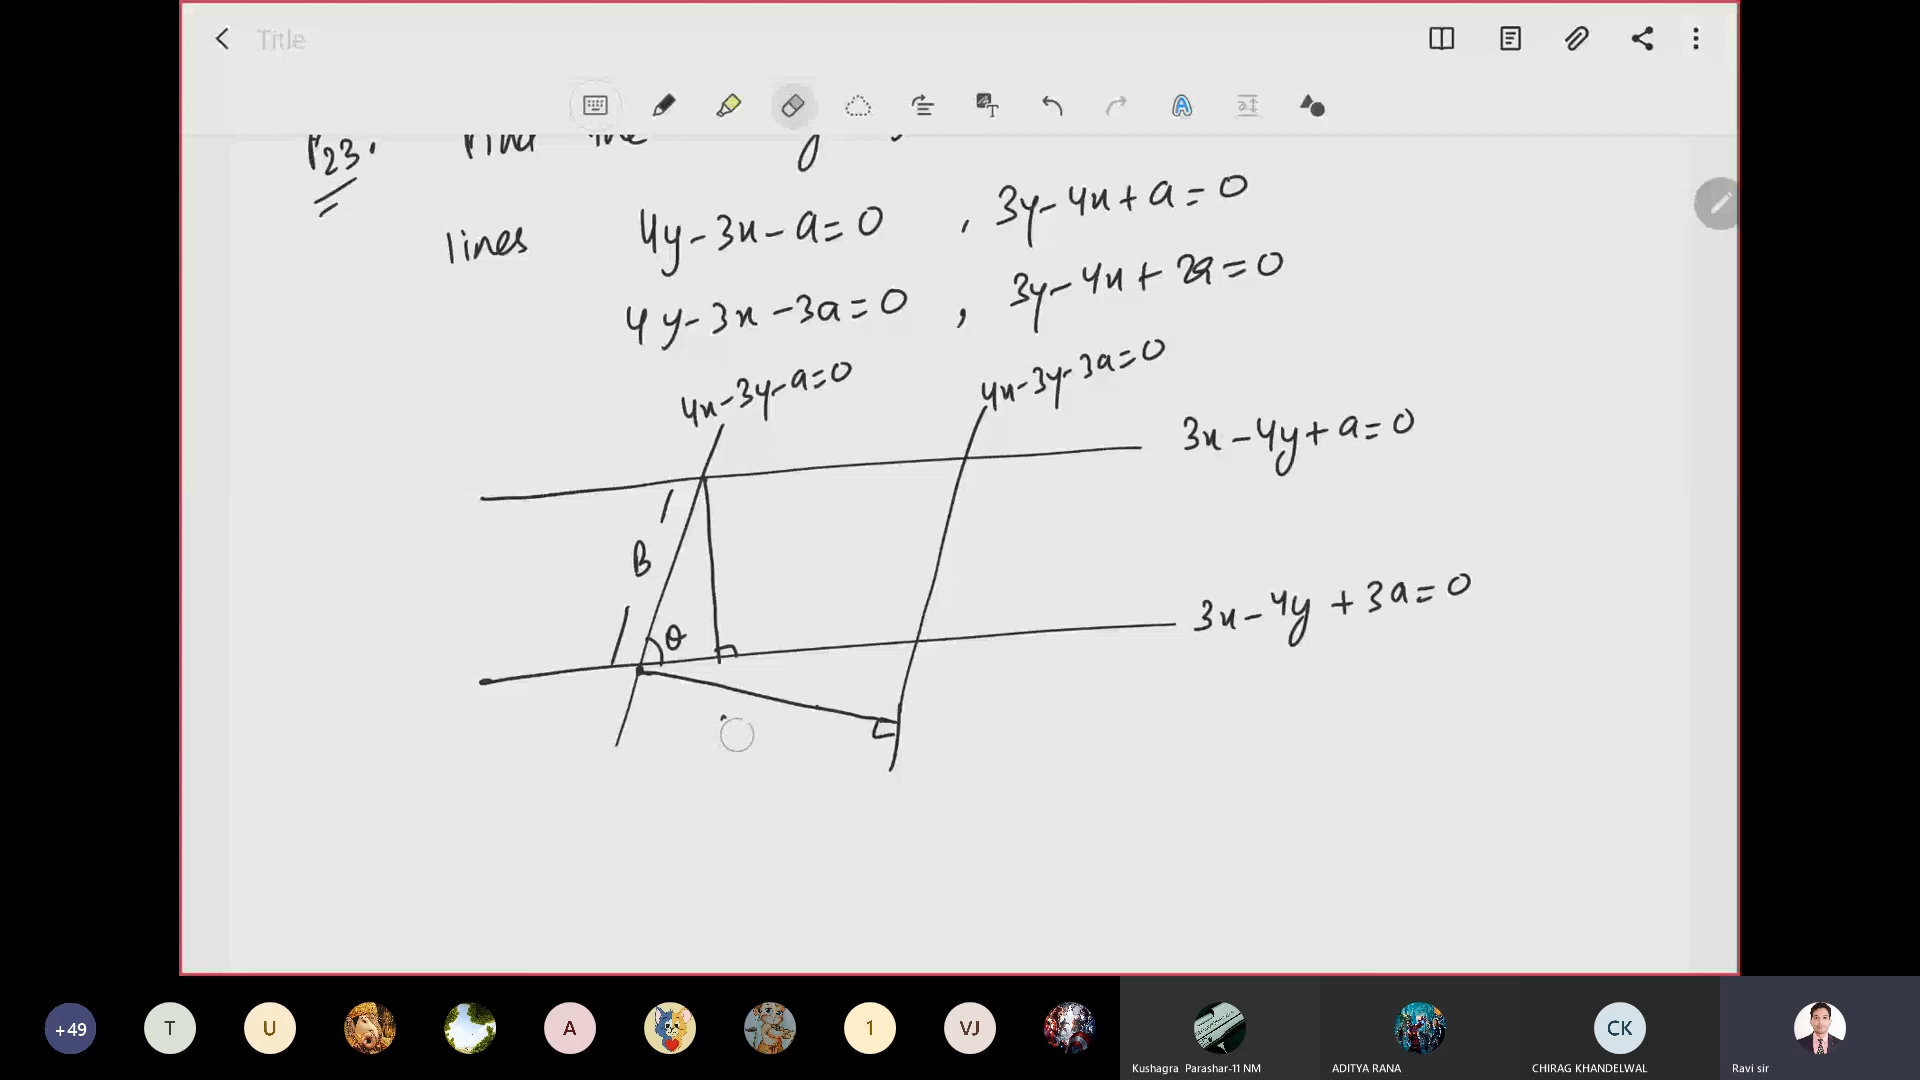 Title
P23. Find the
lines 4y-3x-a=0 , 3y-4x+a=0
4y-3x-3a=0 , 3y-4x+2a=0
4x-3y-a=0
4x-3y-3a=0
3x-4y+a=0
B
θ
3x-4y+3a=0
+49
T
U
A
1
VJ
CK
Kushagra Parashar-11 NM
ADITYA RANA
CHIRAG KHANDELWAL
Ravi sir